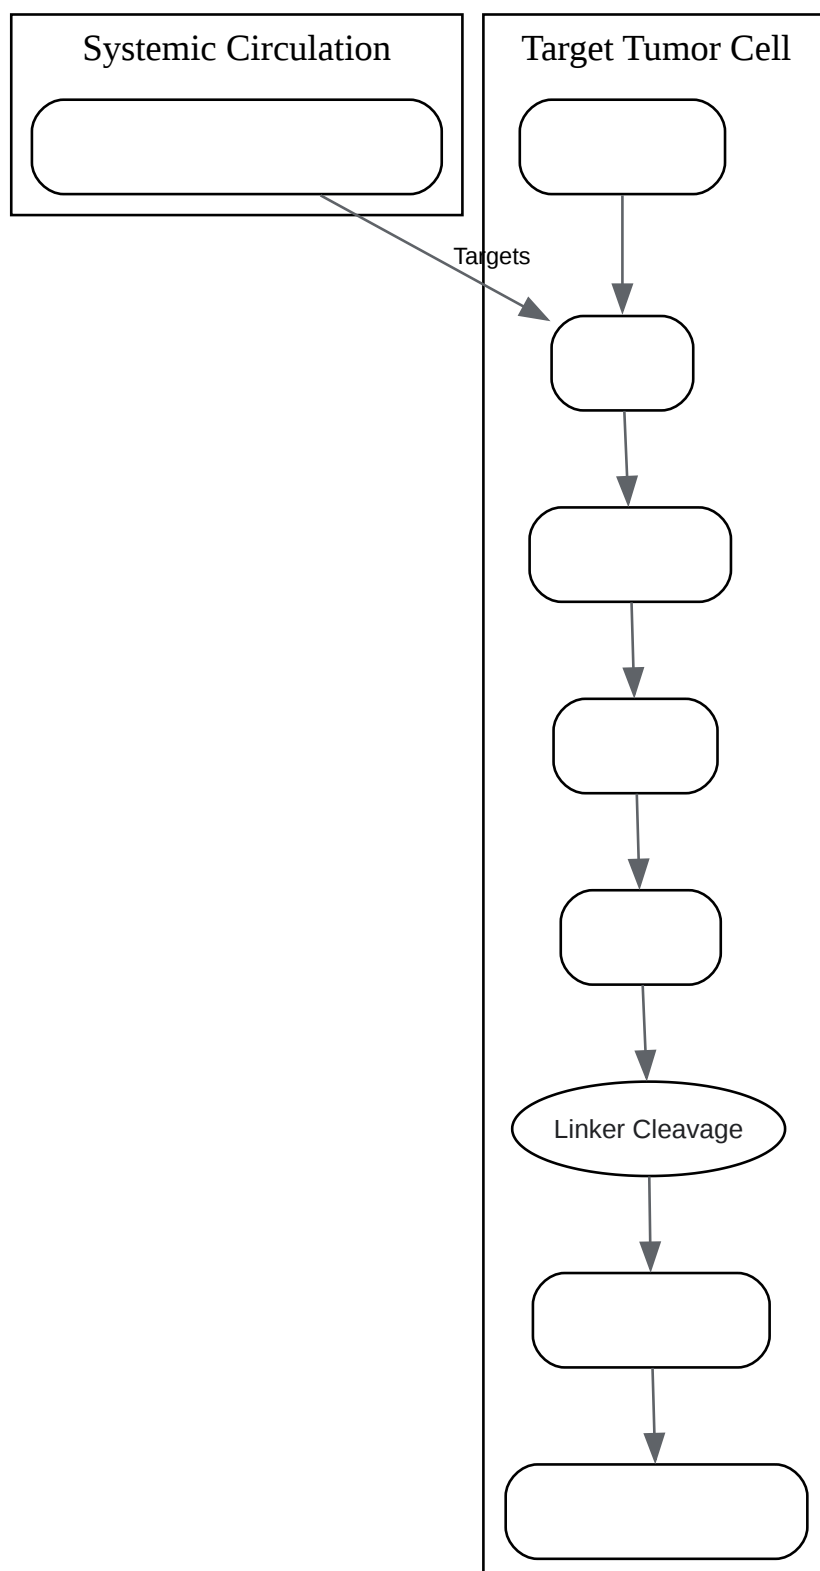 Systemic Circulation
Target Tumor Cell
Targets
Linker Cleavage